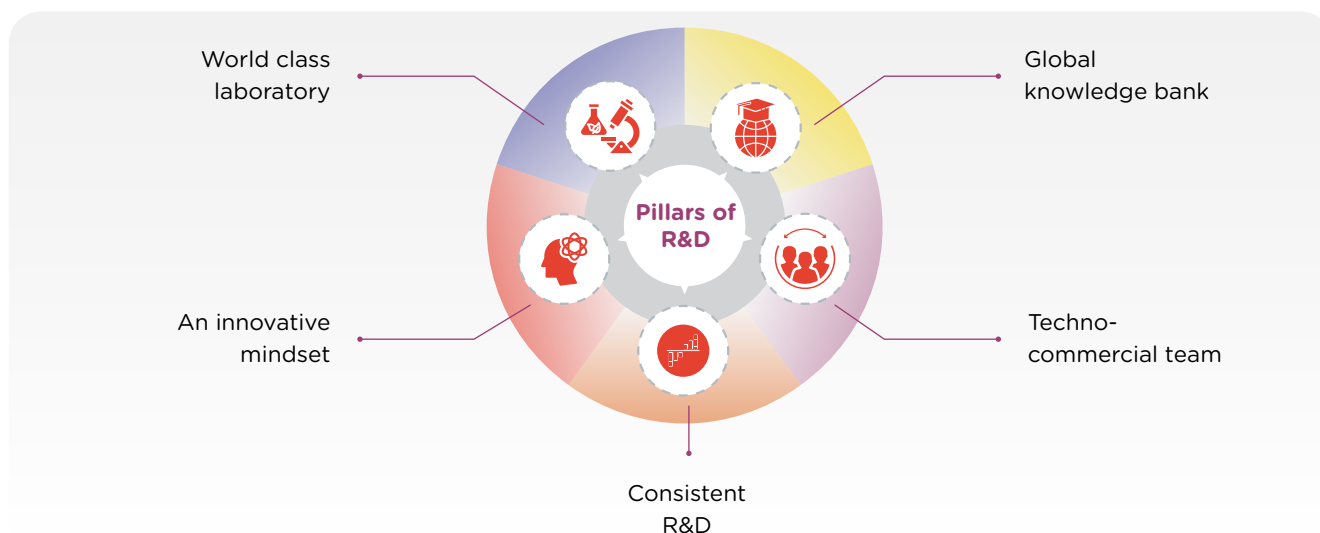 World class
laboratory
Global
knowledge bank
Pillars of
R&D
An innovative
mindset
Techno-
commercial team
Consistent
R&D